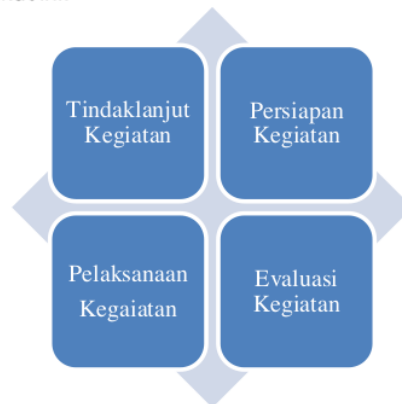 Tindaklanjut
Kegiatan
Persiapan
Kegiatan
Pelaksanaan
Kegaiatan
Evaluasi
Kegiatan